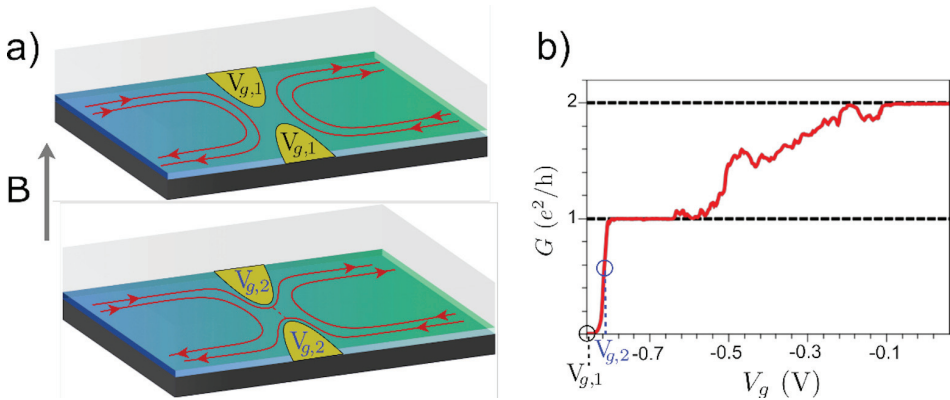 a)
V_{g,1}
V_{g,1}
B
V_{g,2}
V_{g,2}
b)
2
1
G (e^2/h)
V_{g,1}
V_{g,2}
-0.7
-0.5
-0.3
-0.1
V_g (V)